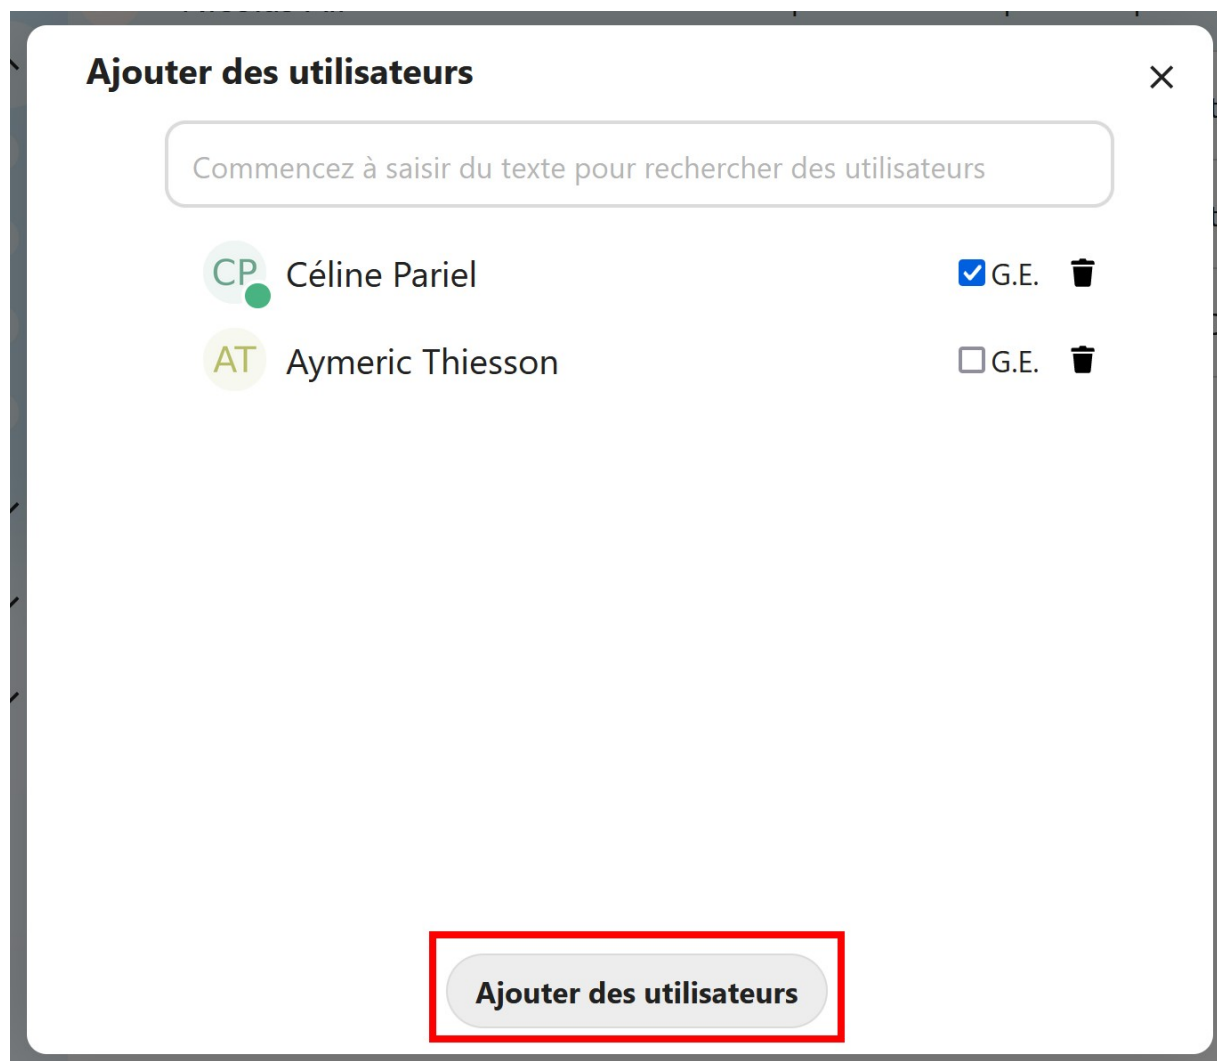 Ajouter des utilisateurs
Commencez à saisir du texte pour rechercher des utilisateurs
CP Céline Pariel G.E.
AT Aymeric Thiesson G.E.
Ajouter des utilisateurs